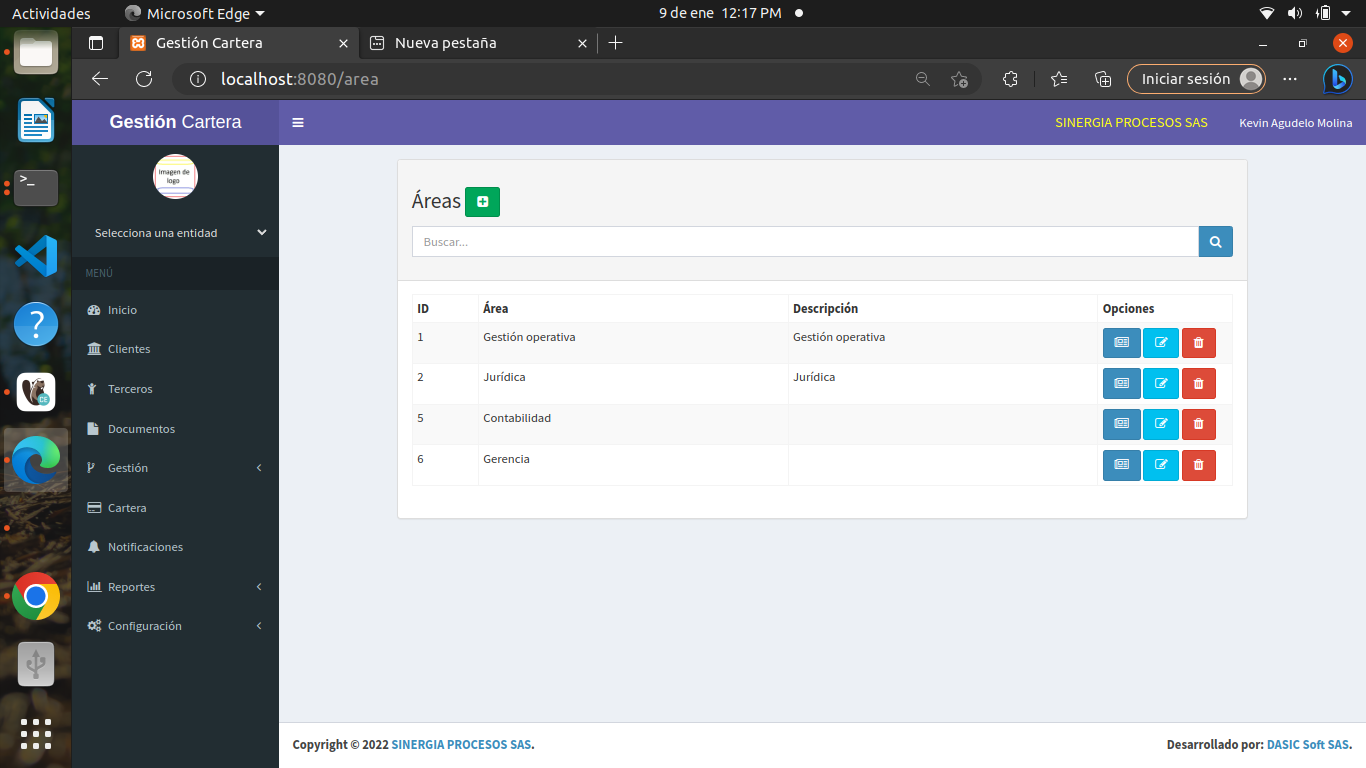 Actividades Microsoft Edge 9 de ene 12:17 PM
Gestión Cartera Nueva pestaña
localhost:8080/area Iniciar sesión
Gestión Cartera SINERGIA PROCESOS SAS Kevin Agudelo Molina
Imagen de
logo
Selecciona una entidad
MENÚ
Inicio
Clientes
Terceros
Documentos
Gestión
Cartera
Notificaciones
Reportes
Configuración
Áreas
Buscar...
ID Área Descripción Opciones
1 Gestión operativa Gestión operativa
2 Jurídica Jurídica
5 Contabilidad
6 Gerencia
Copyright © 2022 SINERGIA PROCESOS SAS. Desarrollado por: DASIC Soft SAS.